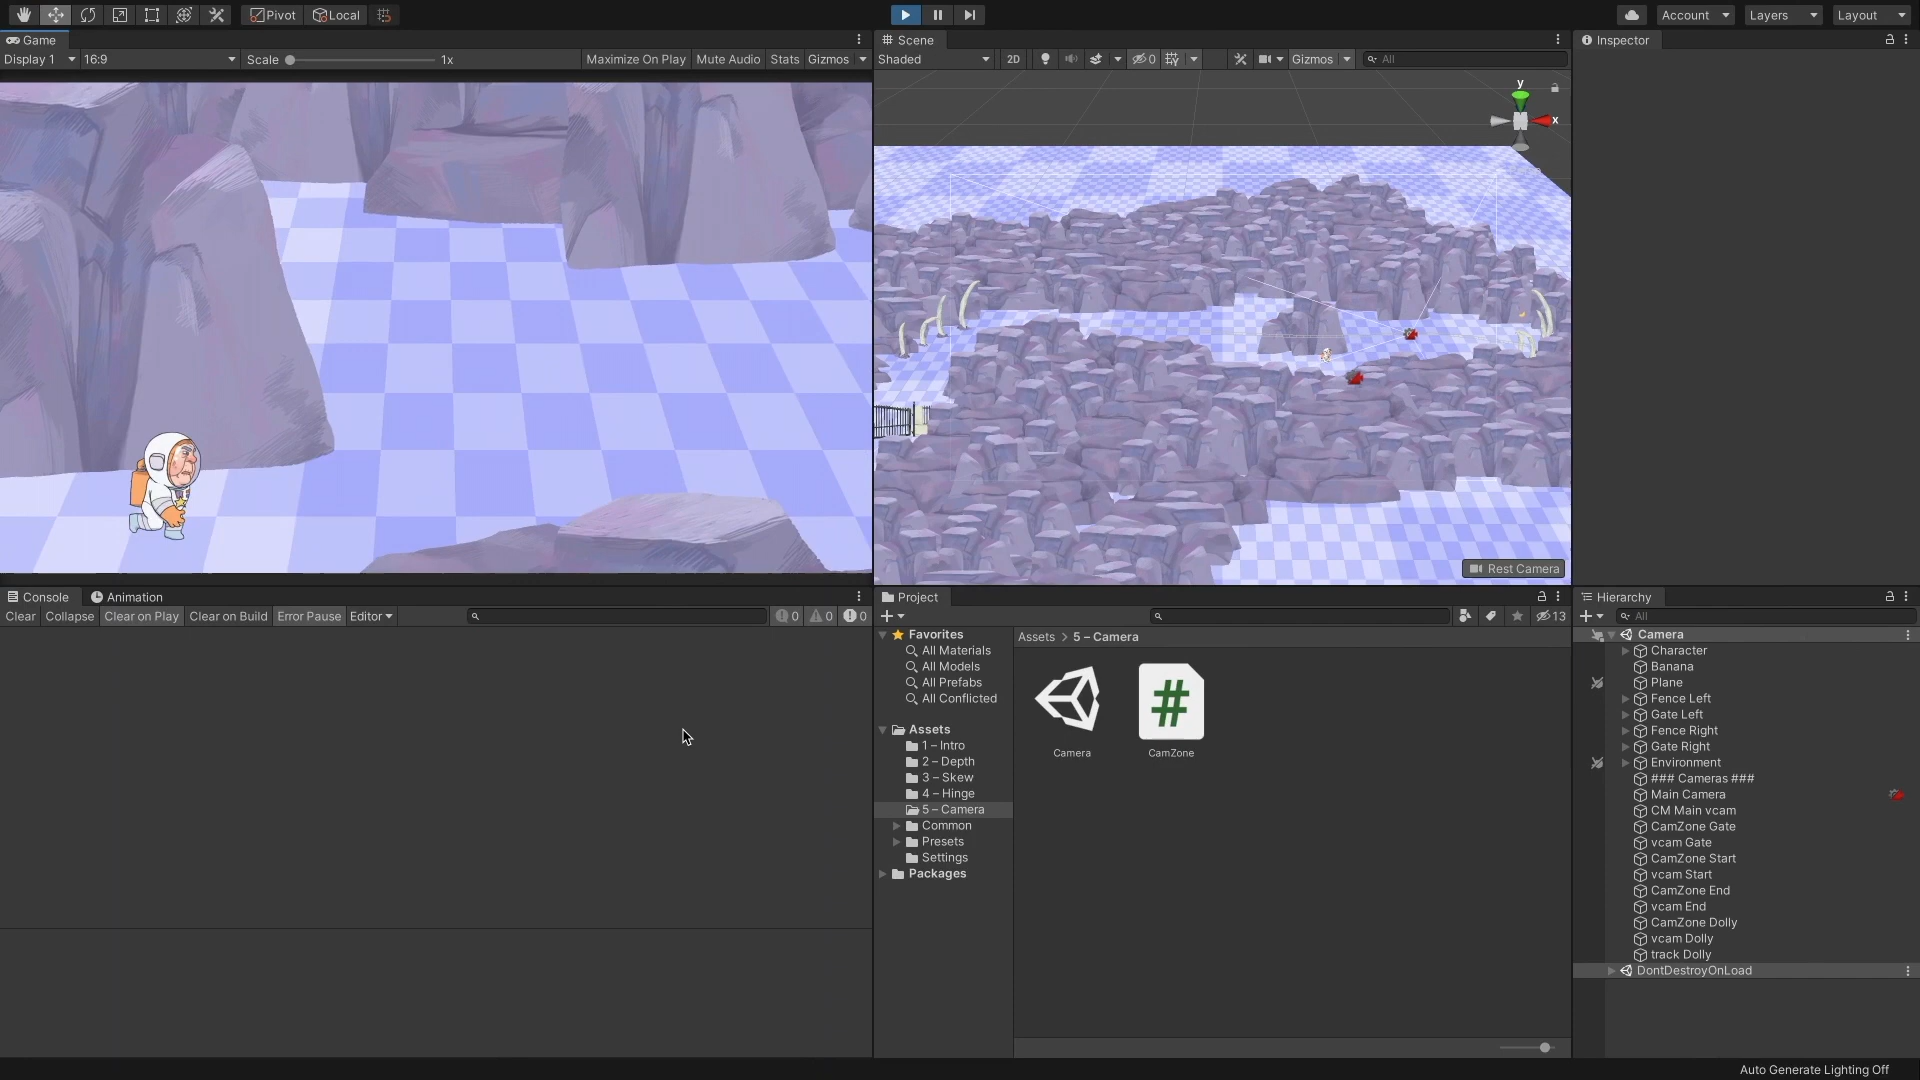 Pivot
Local
Account
Layers
Layout
Game
Display 1
16:9
Scale
1x
Maximize On Play
Mute Audio
Stats
Gizmos
Scene
Shaded
2D
0
Gizmos
All
y
x
Rest Camera
Inspector
Console
Animation
Clear
Collapse
Clear on Play
Clear on Build
Error Pause
Editor
0
0
0
Project
13
Favorites
All Materials
All Models
All Prefabs
All Conflicted
Assets
1 – Intro
2 – Depth
3 – Skew
4 – Hinge
5 – Camera
Common
Presets
Settings
Packages
Assets > 5 – Camera
#
Camera
CamZone
Hierarchy
All
Camera
Character
Banana
Plane
Fence Left
Gate Left
Fence Right
Gate Right
Environment
### Cameras ###
Main Camera
CM Main vcam
CamZone Gate
vcam Gate
CamZone Start
vcam Start
CamZone End
vcam End
CamZone Dolly
vcam Dolly
track Dolly
DontDestroyOnLoad
Auto Generate Lighting Off